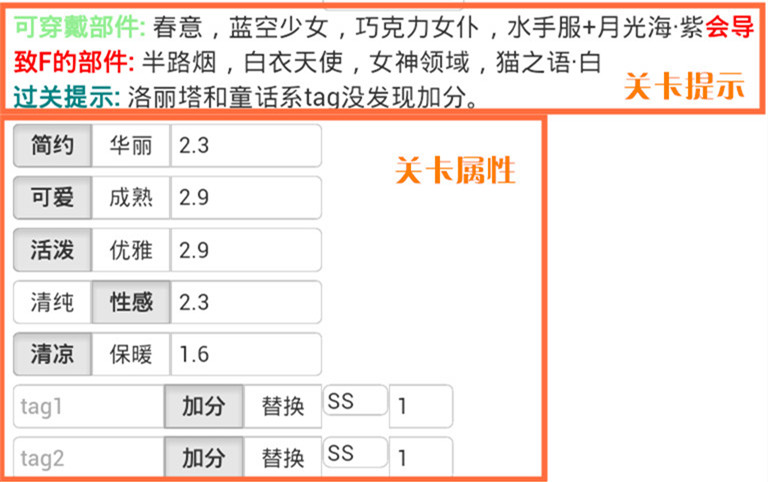 可穿戴部件: 春意，蓝空少女，巧克力女仆，水手服+月光海·紫会导
致F的部件: 半路烟，白衣天使，女神领域，猫之语·白
过关提示: 洛丽塔和童话系tag没发现加分。
关卡提示
关卡属性
简约 华丽 2.3
可爱 成熟 2.9
活泼 优雅 2.9
清纯 性感 2.3
清凉 保暖 1.6
tag1 加分 替换 SS 1
tag2 加分 替换 SS 1